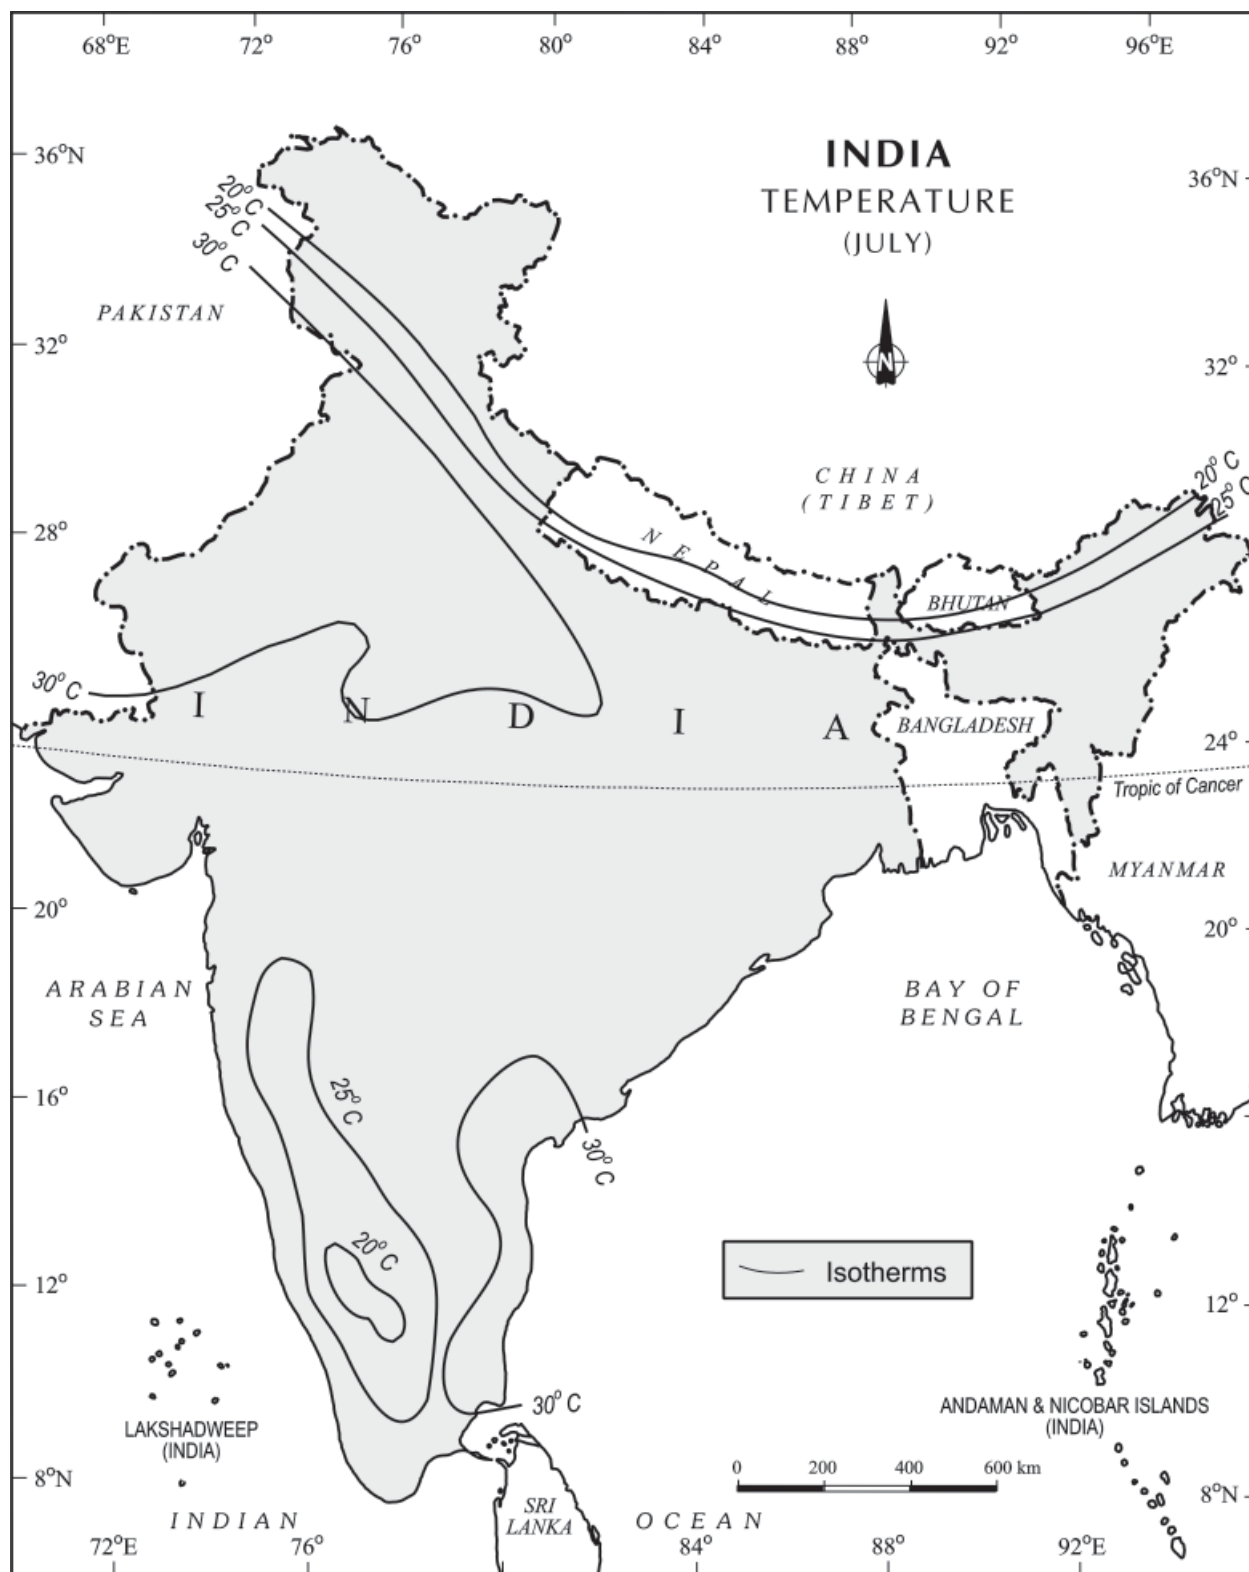 68°E 72° 76° 80° 84° 88° 92° 96°E
INDIA
TEMPERATURE
(JULY)
36°N
36°N
20° C
25° C
30° C
PAKISTAN
N
32°
32°
CHINA
(TIBET)
20° C
25° C
28°
NEPAL
BHUTAN
30° C
I N D I A
BANGLADESH
24°
Tropic of Cancer
MYANMAR
20°
20°
ARABIAN
SEA
BAY OF
BENGAL
25° C
16°
30° C
20° C
Isotherms
12°
12°
30° C
LAKSHADWEEP
(INDIA)
ANDAMAN & NICOBAR ISLANDS
(INDIA)
0 200 400 600 km
8°N
8°N
SRI
LANKA
INDIAN OCEAN
72°E 76° 84° 88° 92°E